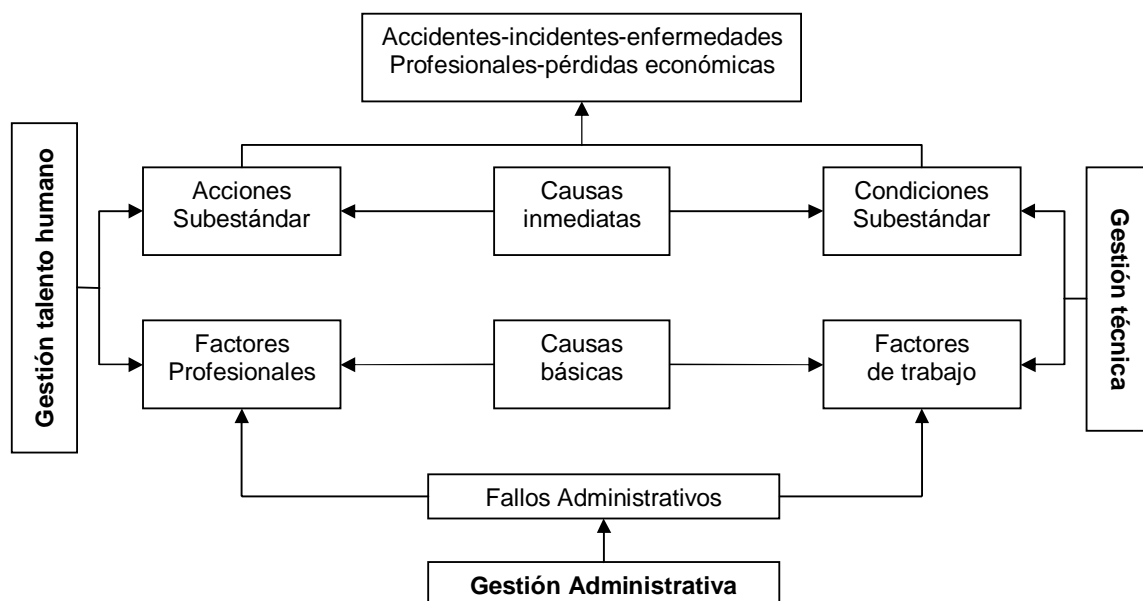 Accidentes-incidentes-enfermedades
Profesionales-pérdidas económicas
Gestión talento humano
Acciones
Subestándar
Causas
inmediatas
Condiciones
Subestándar
Gestión técnica
Factores
Profesionales
Causas
básicas
Factores
de trabajo
Fallos Administrativos
Gestión Administrativa